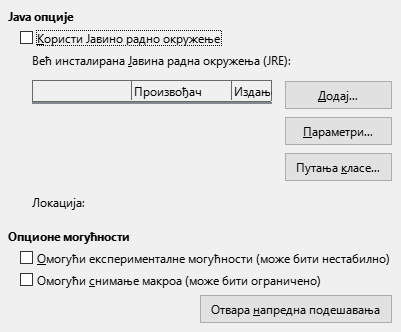 Java опције
Користи Јавино радно окружење
Већ инсталирана Јавина радна окружења (JRE):
Произвођач Издањ
Додај...
Параметри...
Путања класе...
Локација:
Опционе могућности
Омогући експерименталне могућности (може бити нестабилно)
Омогући снимање макроа (може бити ограничено)
Отвара напредна подешавања